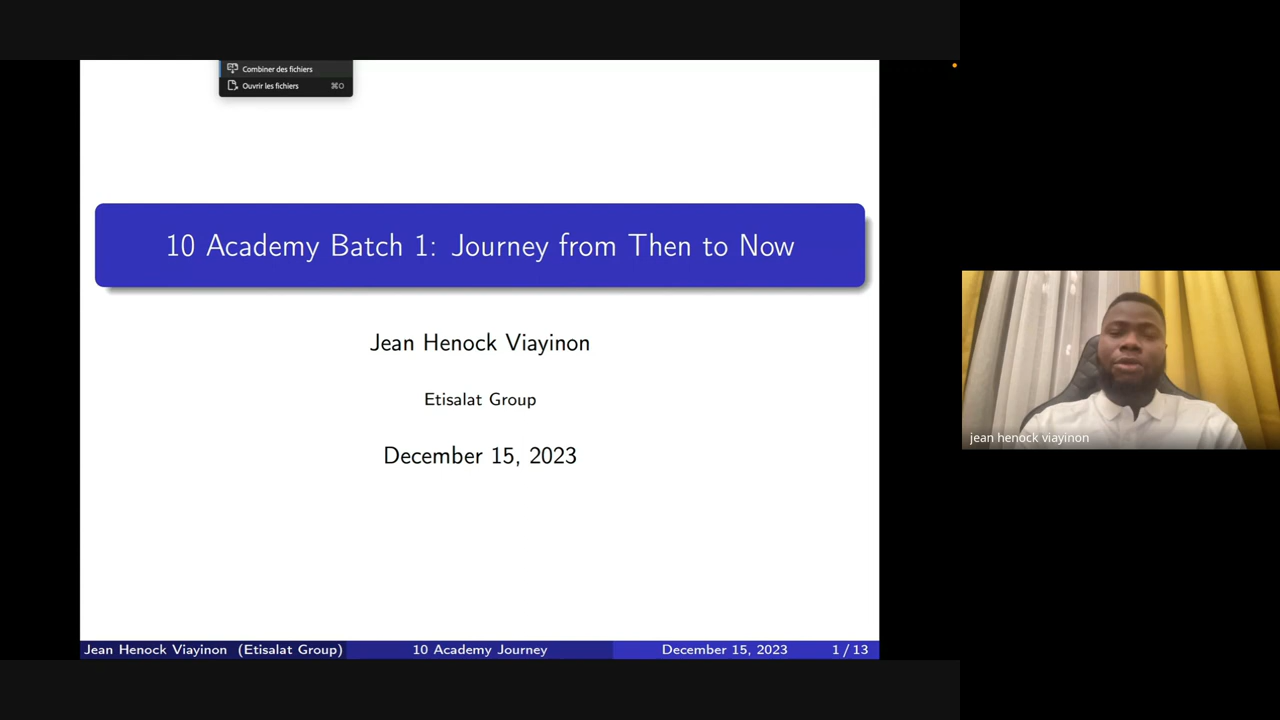 Combiner des fichiers
Ouvrir les fichiers ⌘O
10 Academy Batch 1: Journey from Then to Now
Jean Henock Viayinon
Etisalat Group
December 15, 2023
jean henock viayinon
Jean Henock Viayinon (Etisalat Group) 10 Academy Journey December 15, 2023 1 / 13